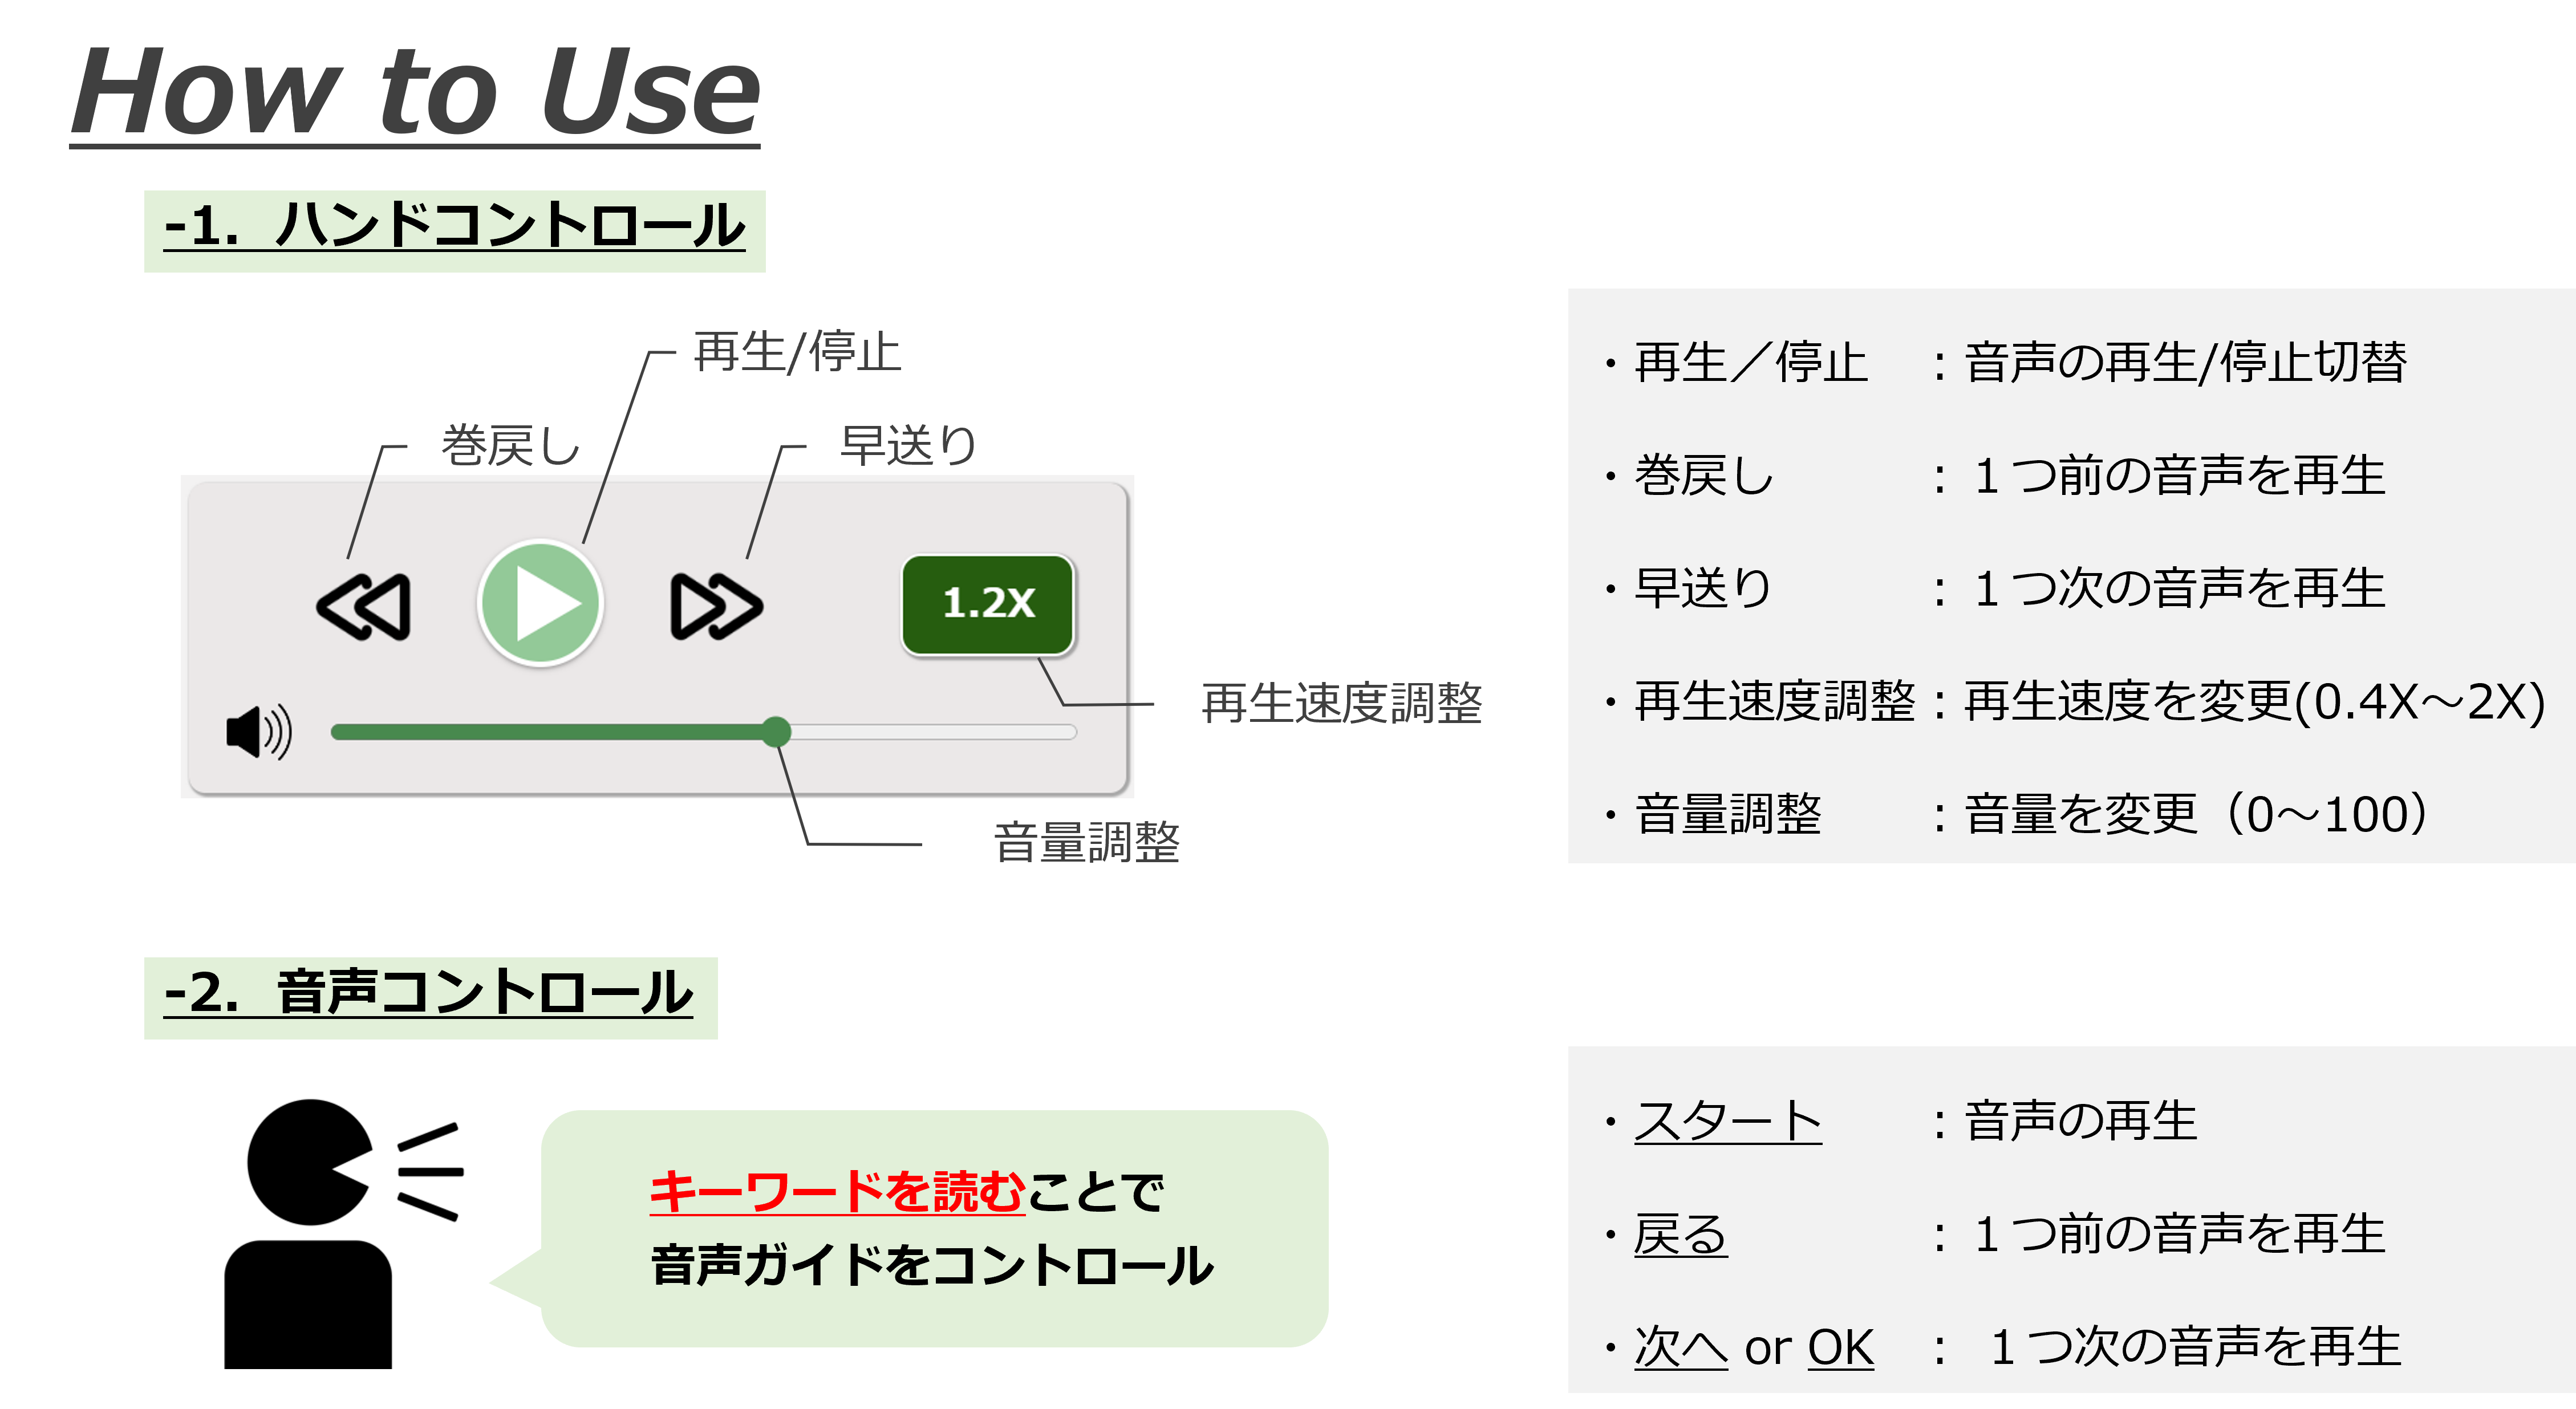 How to Use
-1. ハンドコントロール
再生/停止
巻戻し
早送り
1.2X
再生速度調整
音量調整
・再生／停止　：音声の再生/停止切替
・巻戻し　　　：１つ前の音声を再生
・早送り　　　：１つ次の音声を再生
・再生速度調整：再生速度を変更(0.4X～2X)
・音量調整　　：音量を変更（0～100）
-2. 音声コントロール
キーワードを読むことで
音声ガイドをコントロール
・スタート　　：音声の再生
・戻る　　　　：１つ前の音声を再生
・次へ or OK　：１つ次の音声を再生